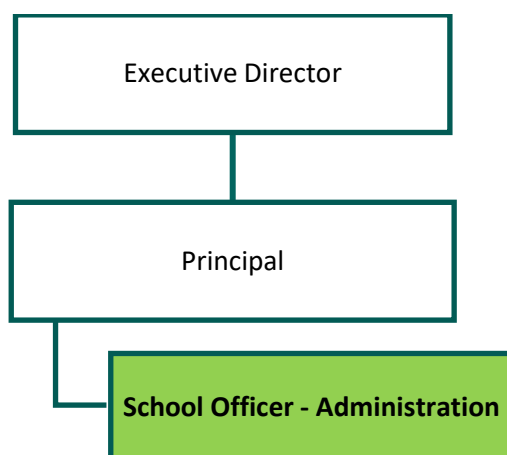 Executive Director
Principal
School Officer - Administration